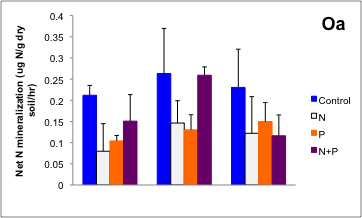 Oa
Net N mineralization (ug N/g dry
soil/hr)
0.4
0.35
0.3
0.25
0.2
0.15
0.1
0.05
0
Control
N
P
N+P